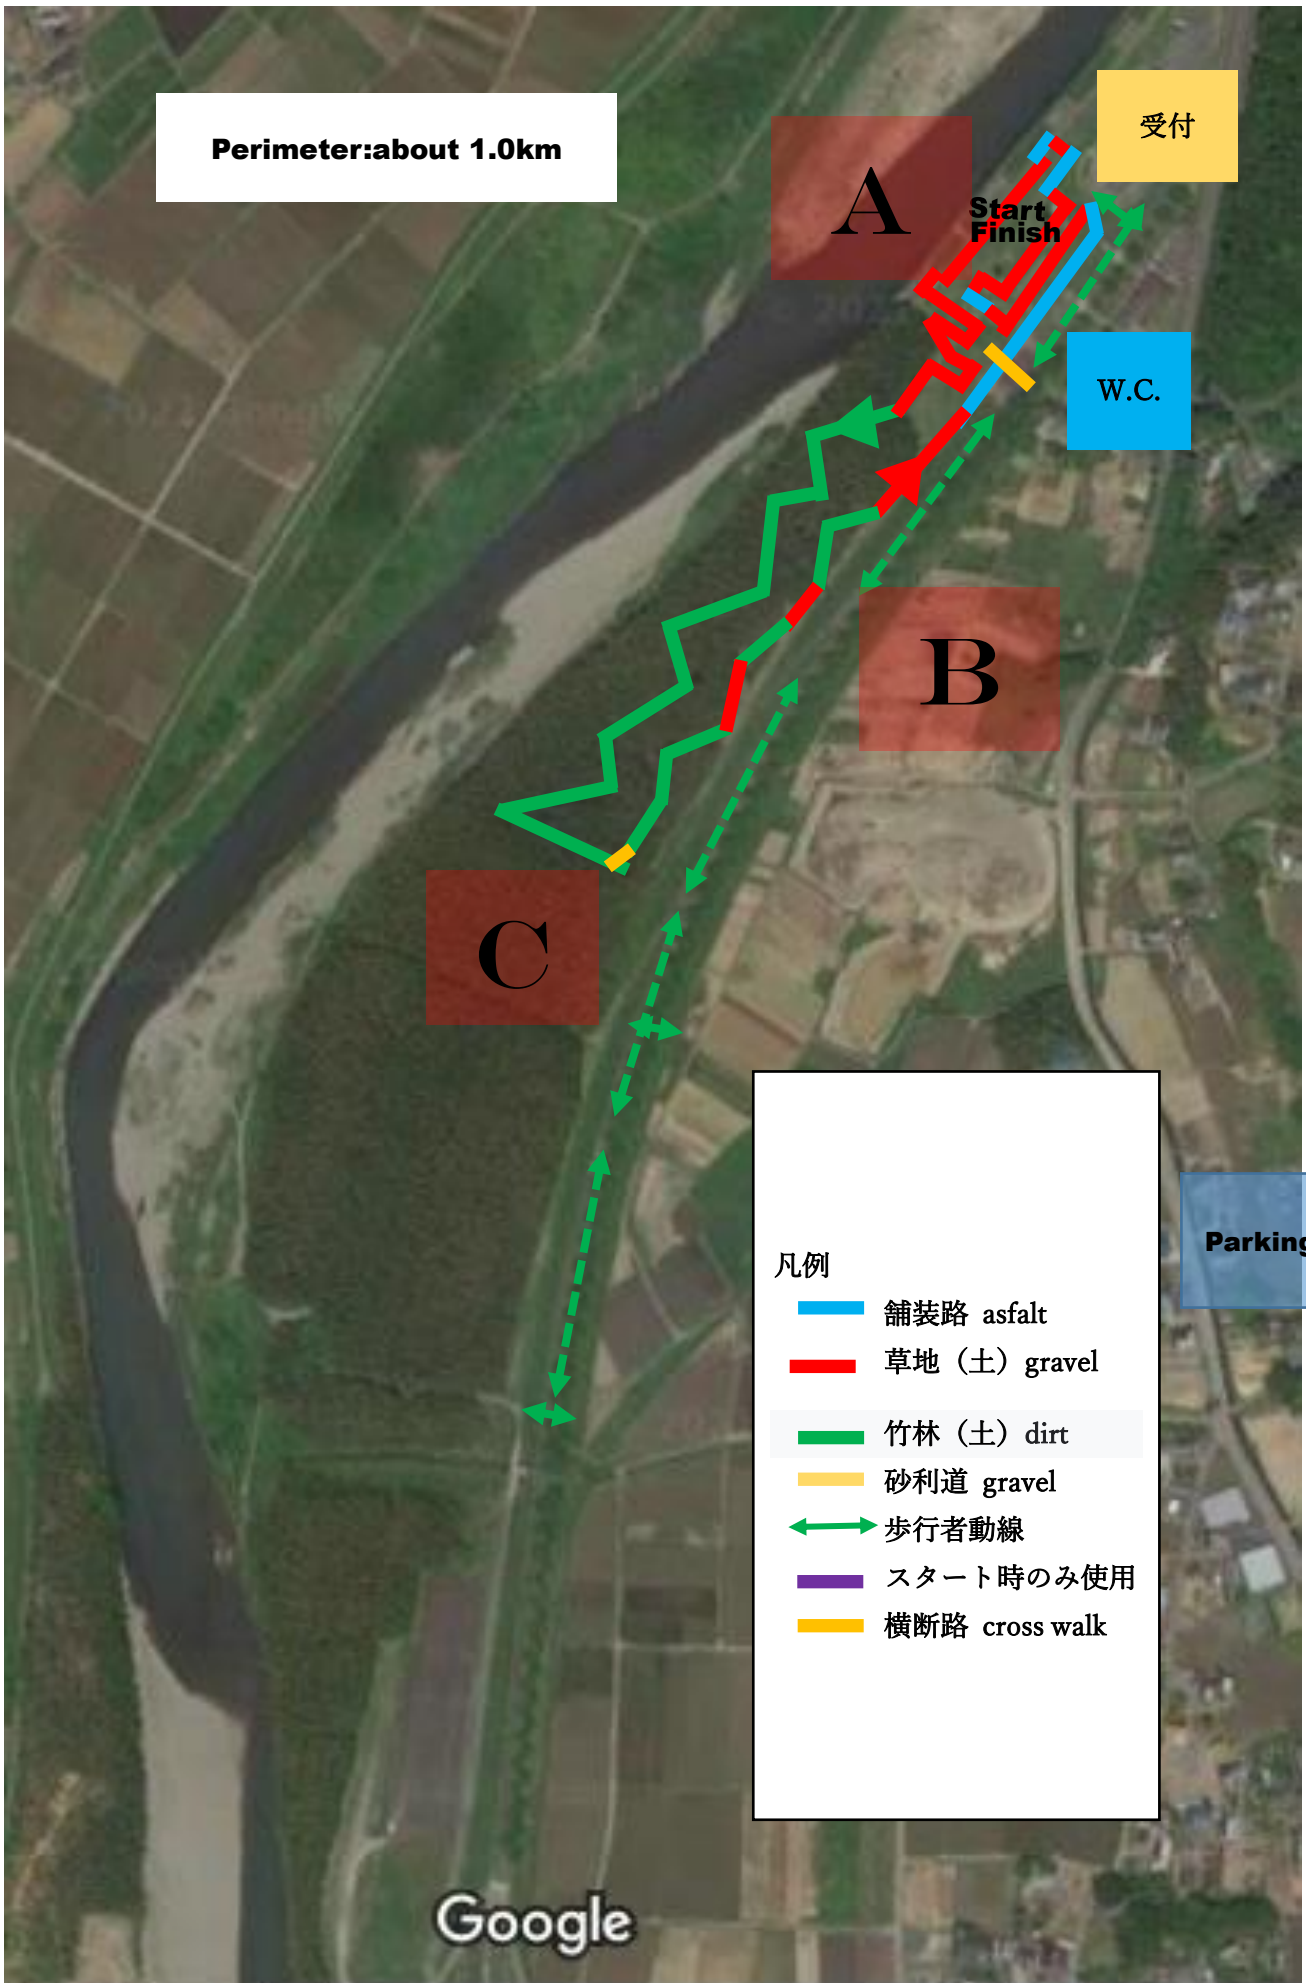 受付
Perimeter:about 1.0km
A
Start
Finish
W.C.
B
C
Parking
凡例
舗装路 asfalt
草地（土）gravel
竹林（土）dirt
砂利道 gravel
歩行者動線
スタート時のみ使用
横断路 cross walk
Google